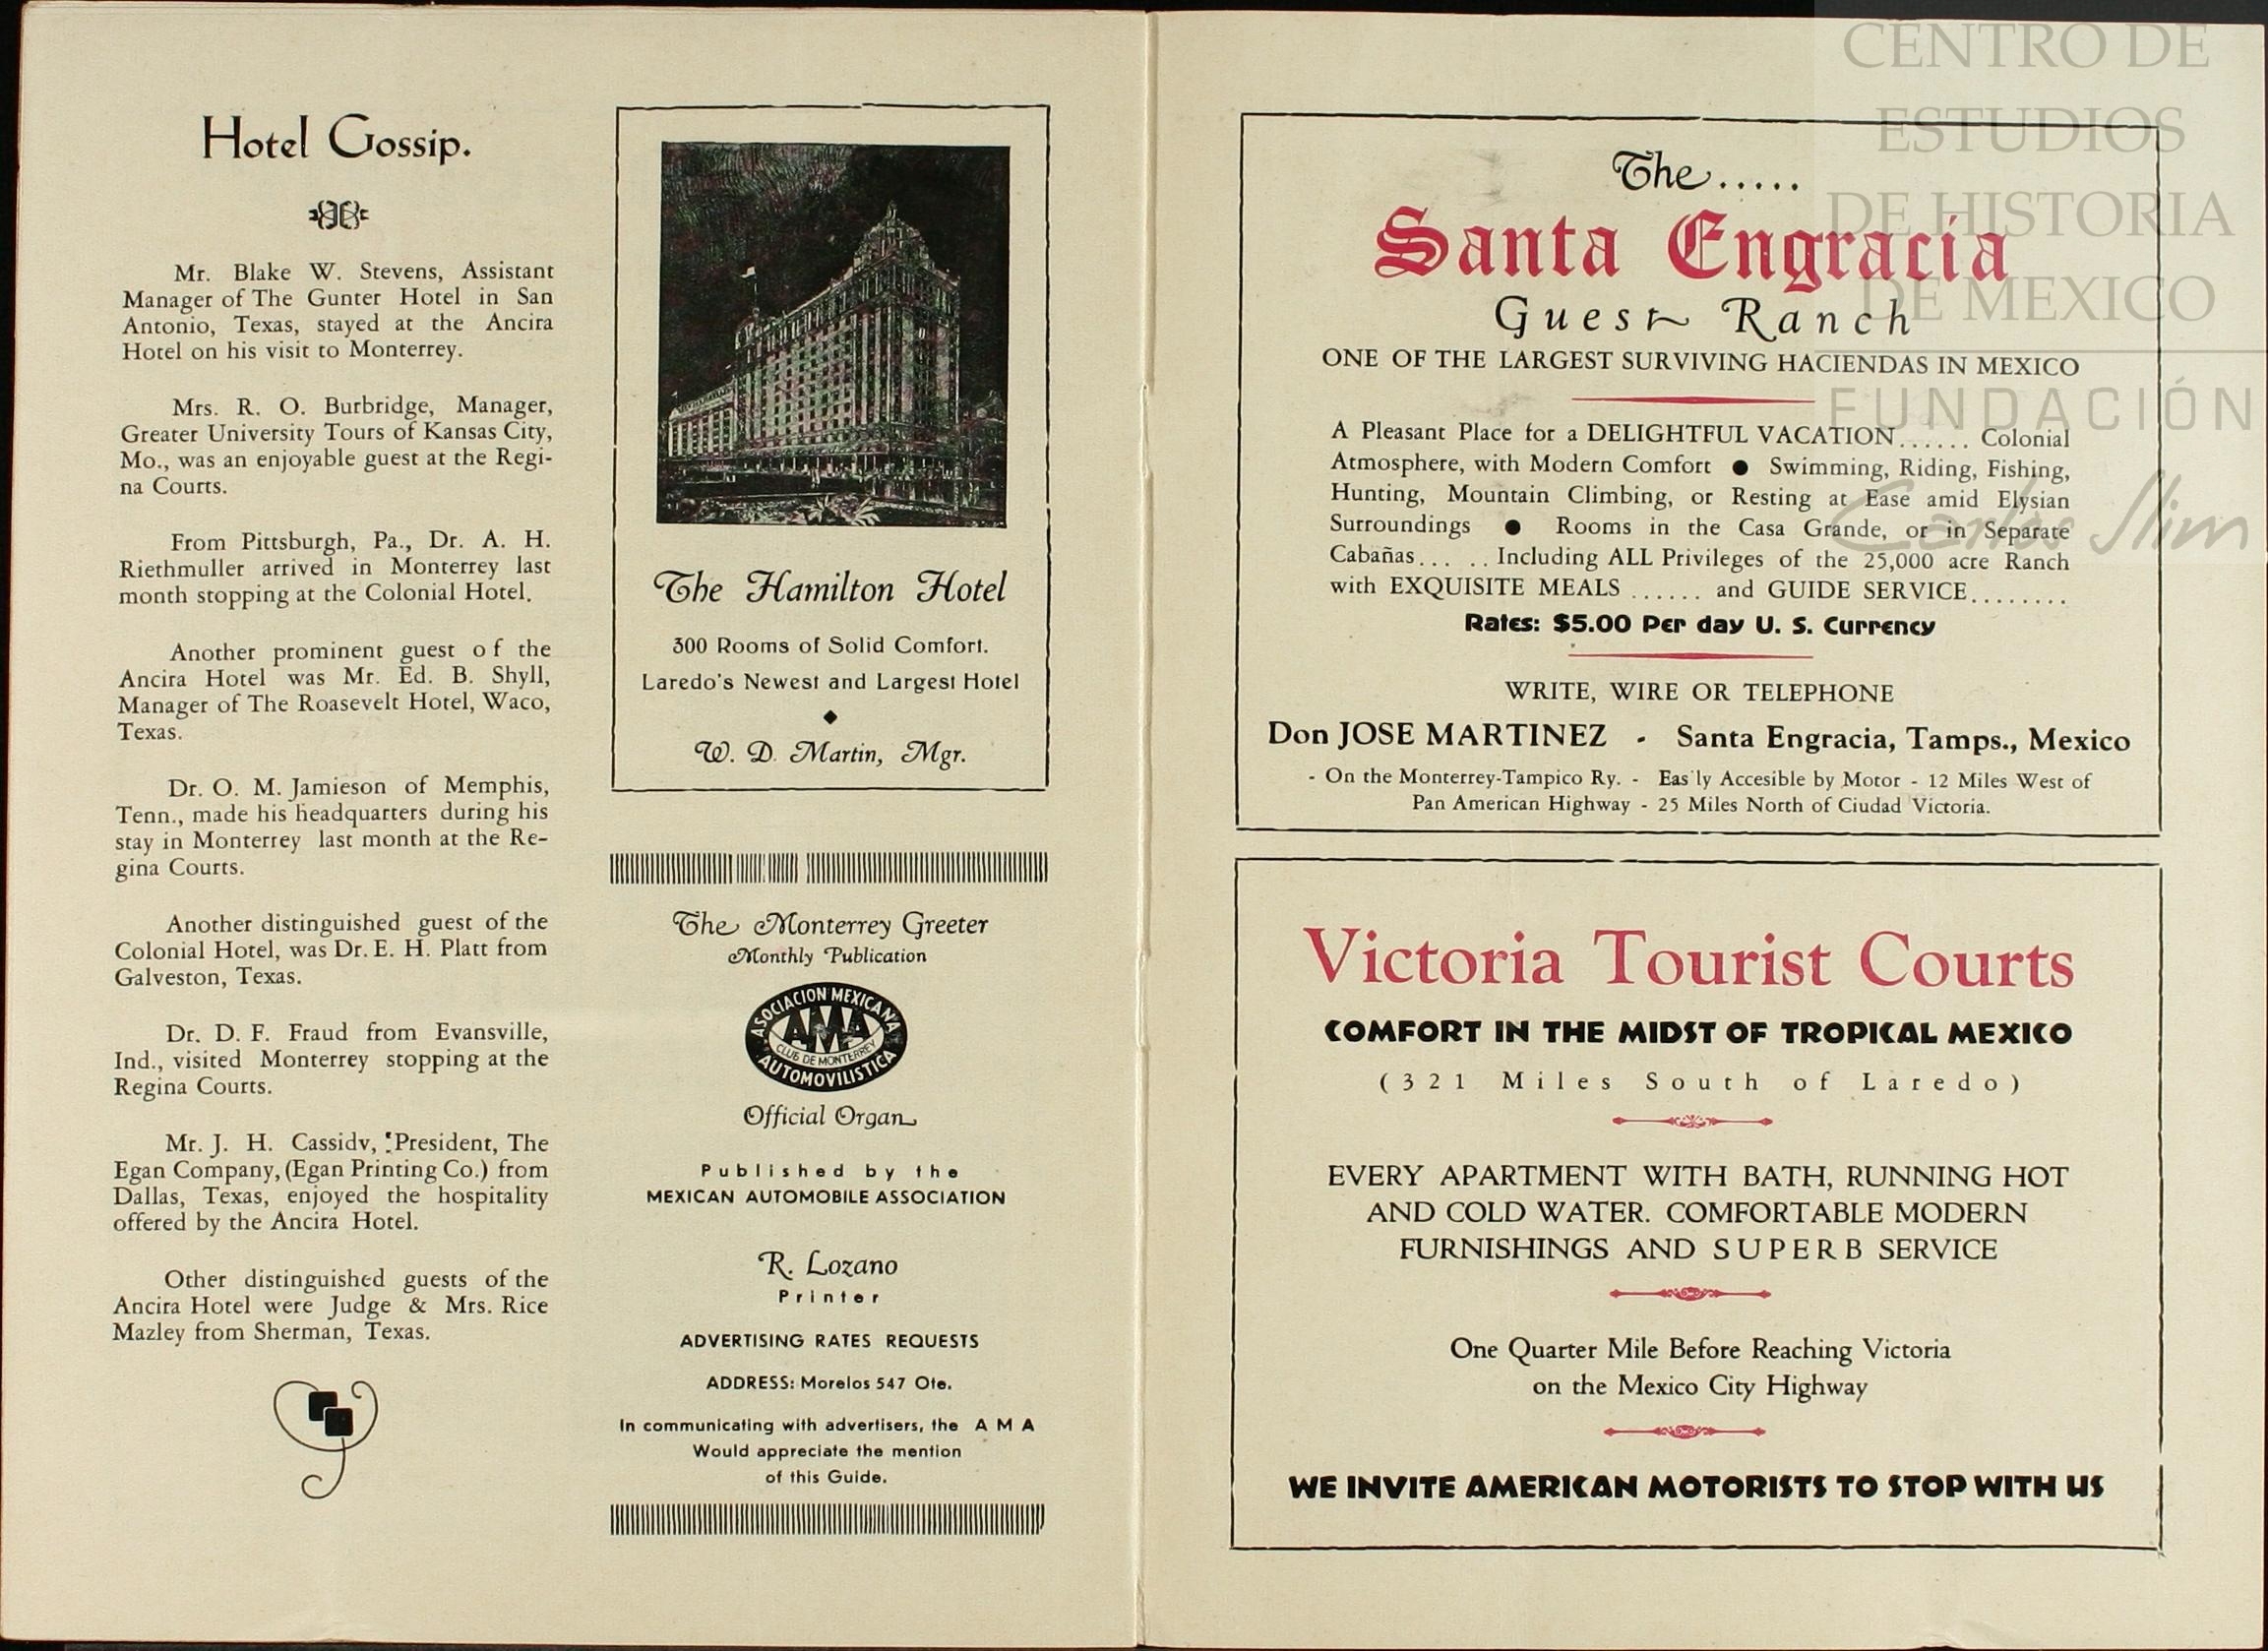 Hotel Gossip.
Mr. Blake W. Stevens, Assistant
Manager of The Gunter Hotel in San
Antonio, Texas, stayed at the Ancira
Hotel on his visit to Monterrey.
Mrs. R. O. Burbridge, Manager,
Greater University Tours of Kansas City,
Mo., was an enjoyable guest at the Regi-
na Courts.
From Pittsburgh, Pa., Dr. A. H.
Riethmuller arrived in Monterrey last
month stopping at the Colonial Hotel.
Another prominent guest of the
Ancira Hotel was Mr. Ed. B. Shyll,
Manager of The Roasevelt Hotel, Waco,
Texas.
Dr. O. M. Jamieson of Memphis,
Tenn., made his headquarters during his
stay in Monterrey last month at the Re-
gina Courts.
Another distinguished guest of the
Colonial Hotel, was Dr. E. H. Platt from
Galveston, Texas.
Dr. D. F. Fraud from Evansville,
Ind., visited Monterrey stopping at the
Regina Courts.
Mr. J. H. Cassidv, President, The
Egan Company, (Egan Printing Co.) from
Dallas, Texas, enjoyed the hospitality
offered by the Ancira Hotel.
Other distinguished guests of the
Ancira Hotel were Judge & Mrs. Rice
Mazley from Sherman, Texas.
The Hamilton Hotel
300 Rooms of Solid Comfort.
Laredo's Newest and Largest Hotel
W. D. Martin, Mgr.
The Monterrey Greeter
Monthly Publication
ASOCIACION MEXICANA
AMA
CLUB DE MONTERREY
AUTOMOVILISTICA
Official Organ
Published by the
MEXICAN AUTOMOBILE ASSOCIATION
R. Lozano
Printer
ADVERTISING RATES REQUESTS
ADDRESS: Morelos 547 Ote.
In communicating with advertisers, the A M A
Would appreciate the mention
of this Guide.
The.....
Santa Engracia
Guest Ranch
ONE OF THE LARGEST SURVIVING HACIENDAS IN MEXICO
A Pleasant Place for a DELIGHTFUL VACATION...... Colonial
Atmosphere, with Modern Comfort ● Swimming, Riding, Fishing,
Hunting, Mountain Climbing, or Resting at Ease amid Elysian
Surroundings ● Rooms in the Casa Grande, or in Separate
Cabañas... .. Including ALL Privileges of the 25,000 acre Ranch
with EXQUISITE MEALS ...... and GUIDE SERVICE........
Rates: $5.00 Per day U. S. Currency
WRITE, WIRE OR TELEPHONE
Don JOSE MARTINEZ - Santa Engracia, Tamps., Mexico
- On the Monterrey-Tampico Ry. - Eas'ly Accesible by Motor - 12 Miles West of
Pan American Highway - 25 Miles North of Ciudad Victoria.
Victoria Tourist Courts
COMFORT IN THE MIDST OF TROPICAL MEXICO
(321 Miles South of Laredo)
EVERY APARTMENT WITH BATH, RUNNING HOT
AND COLD WATER. COMFORTABLE MODERN
FURNISHINGS AND SUPERB SERVICE
One Quarter Mile Before Reaching Victoria
on the Mexico City Highway
WE INVITE AMERICAN MOTORISTS TO STOP WITH US
CENTRO DE
ESTUDIOS
DE HISTORIA
DE MEXICO
FUNDACIÓN
Carlos Slim